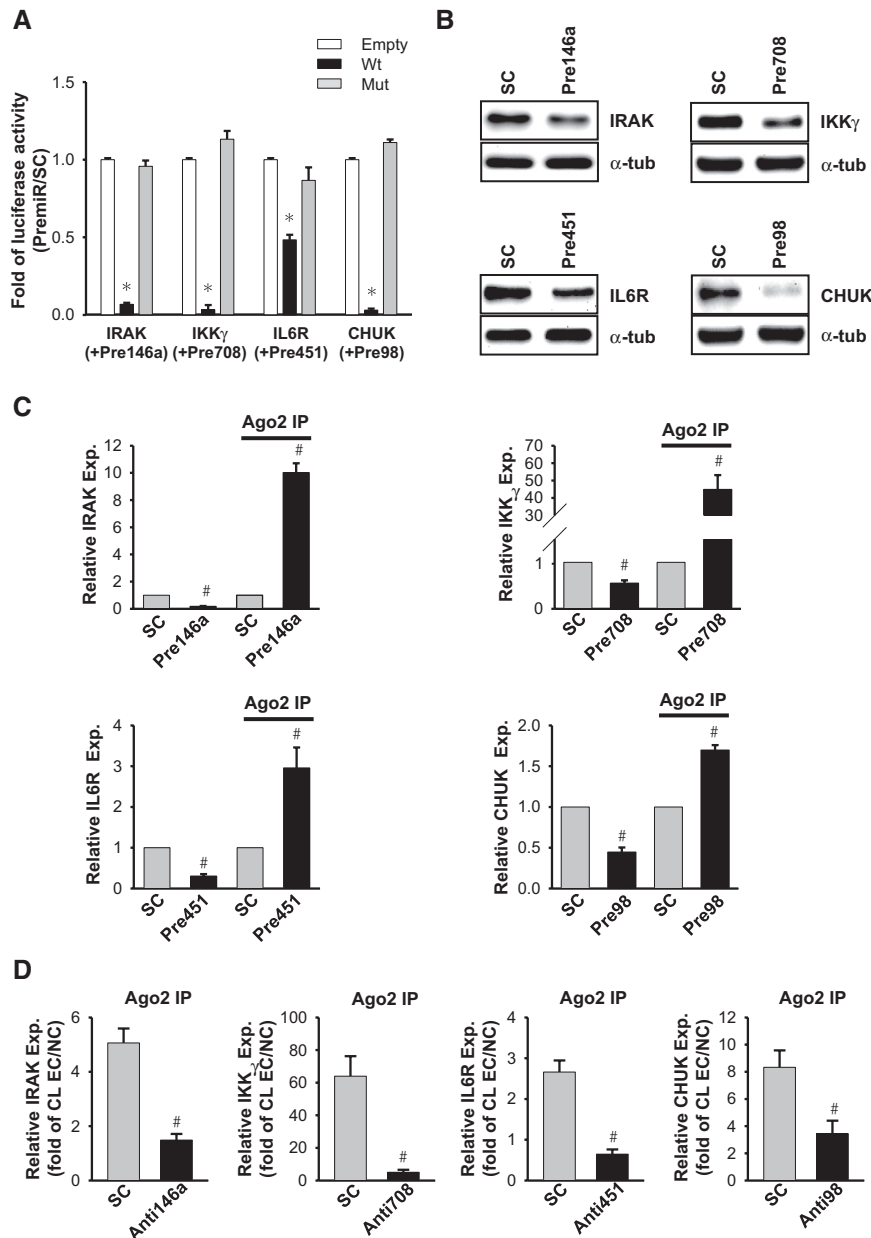 A
Empty
Wt
Mut
Fold of luciferase activity
(PremiR/SC)
1.5
1.0
0.5
0.0
*
*
*
*
IRAK
(+Pre146a)
IKKγ
(+Pre708)
IL6R
(+Pre451)
CHUK
(+Pre98)
B
SC
Pre146a
IRAK
α-tub
SC
Pre708
IKKγ
α-tub
SC
Pre451
IL6R
α-tub
SC
Pre98
CHUK
α-tub
C
Ago2 IP
Relative IRAK Exp.
12
10
8
6
4
2
0
#
#
SC
Pre146a
SC
Pre146a
Ago2 IP
Relative IKKγ Exp.
70
60
50
40
30
1
0
#
#
SC
Pre708
SC
Pre708
Ago2 IP
Relative IL6R Exp.
4
3
2
1
0
#
#
SC
Pre451
SC
Pre451
Ago2 IP
Relative CHUK Exp.
2.0
1.5
1.0
0.5
0.0
#
#
SC
Pre98
SC
Pre98
D
Ago2 IP
Relative IRAK Exp.
(fold of CL EC/NC)
6
4
2
0
#
SC
Anti146a
Ago2 IP
Relative IKKγ Exp.
(fold of CL EC/NC)
100
80
60
40
20
0
#
SC
Anti708
Ago2 IP
Relative IL6R Exp.
(fold of CL EC/NC)
4
3
2
1
0
#
SC
Anti451
Ago2 IP
Relative CHUK Exp.
(fold of CL EC/NC)
12
10
8
6
4
2
0
#
SC
Anti98